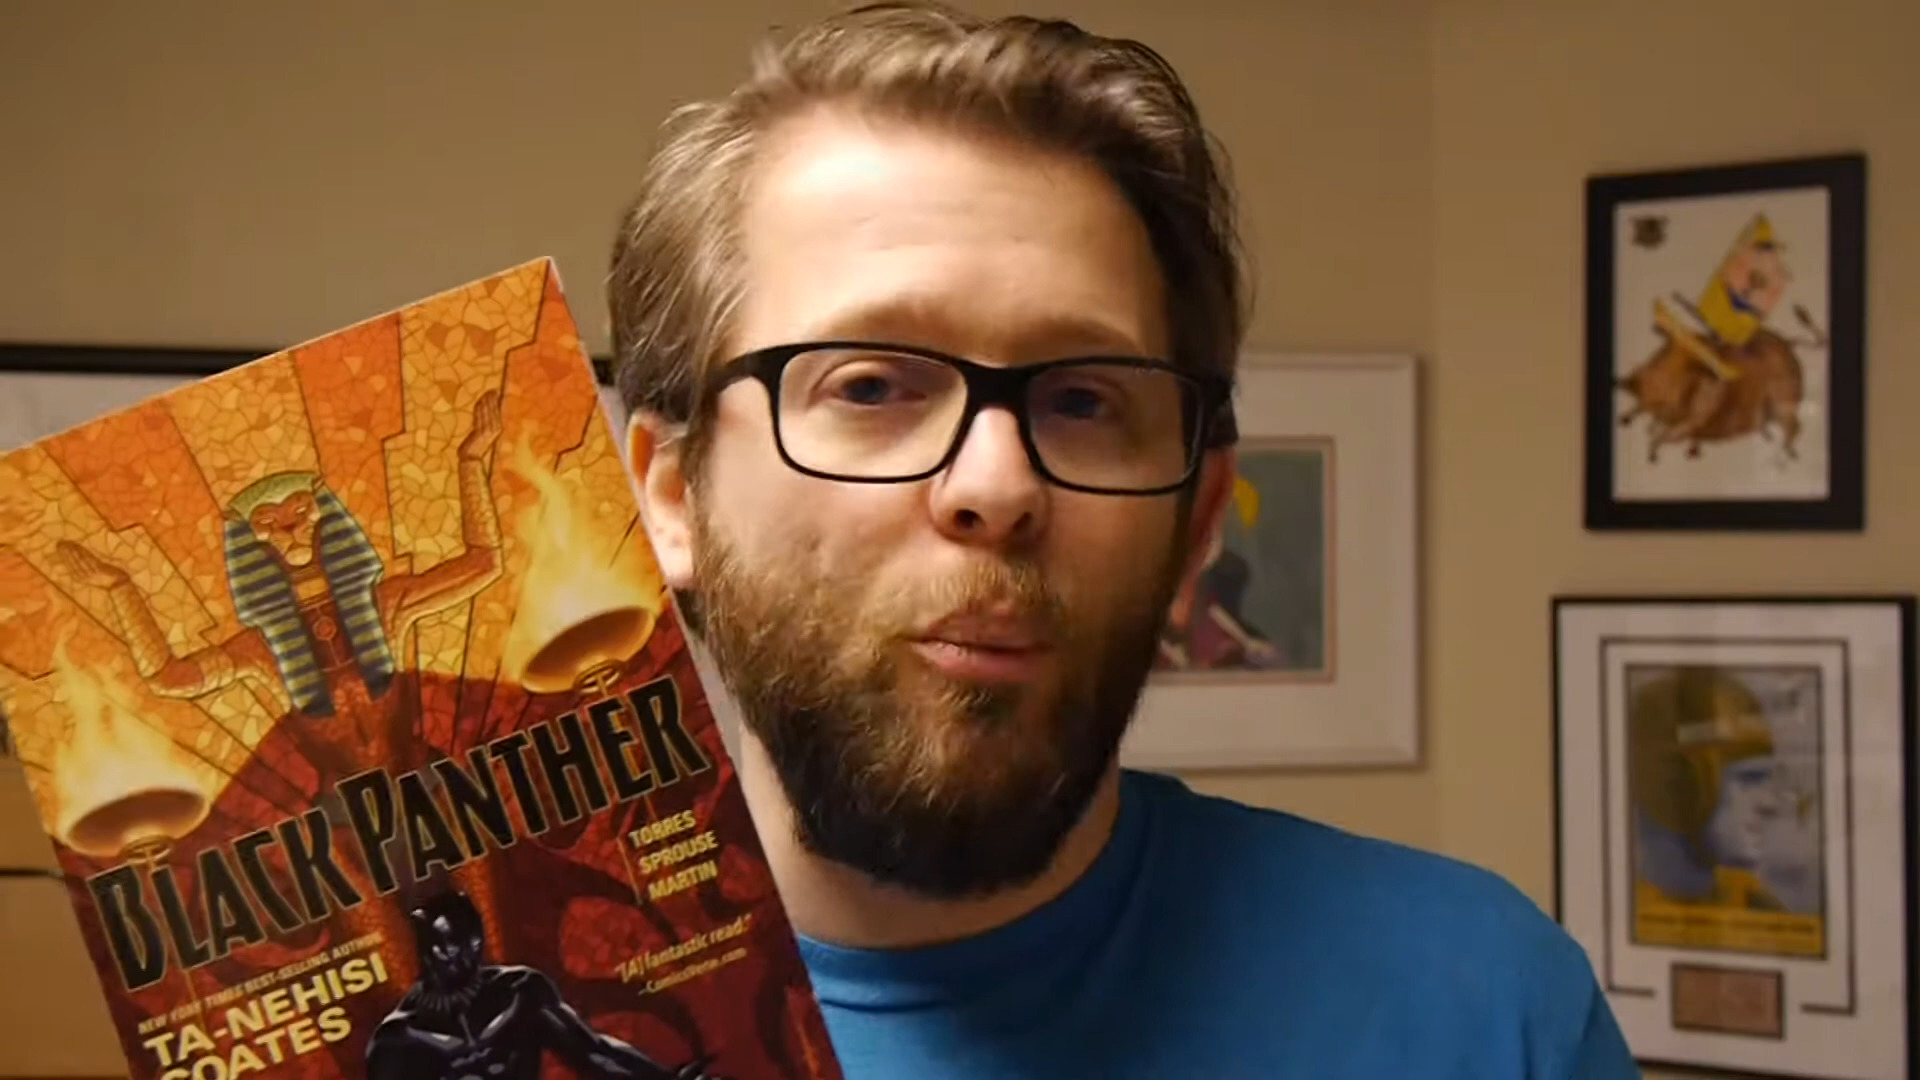 BLACK PANTHER
TORRES
SPROUSE
MARTIN
NEW YORK TIMES BEST-SELLING AUTHOR
TA-NEHISI
COATES
"[A] fantastic read."
–ComicsVerse.com